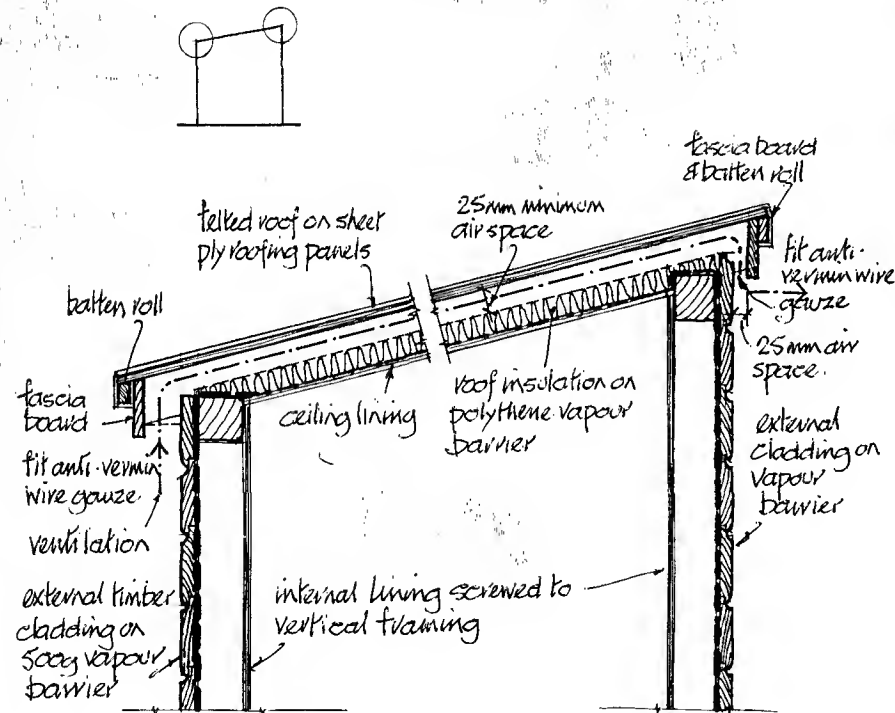 fascia board
& batten roll
felted roof on sheet
ply roofing panels
25mm minimum
air space
fit anti-
vermin wire
gauze
batten roll
25mm air
space.
fascia
board
ceiling lining
roof insulation on
polythene vapour
barrier
external
cladding on
vapour
barrier
fit anti-vermin
wire gauze.
ventilation
external timber
cladding on
500g vapour
barrier
internal lining screwed to
vertical framing